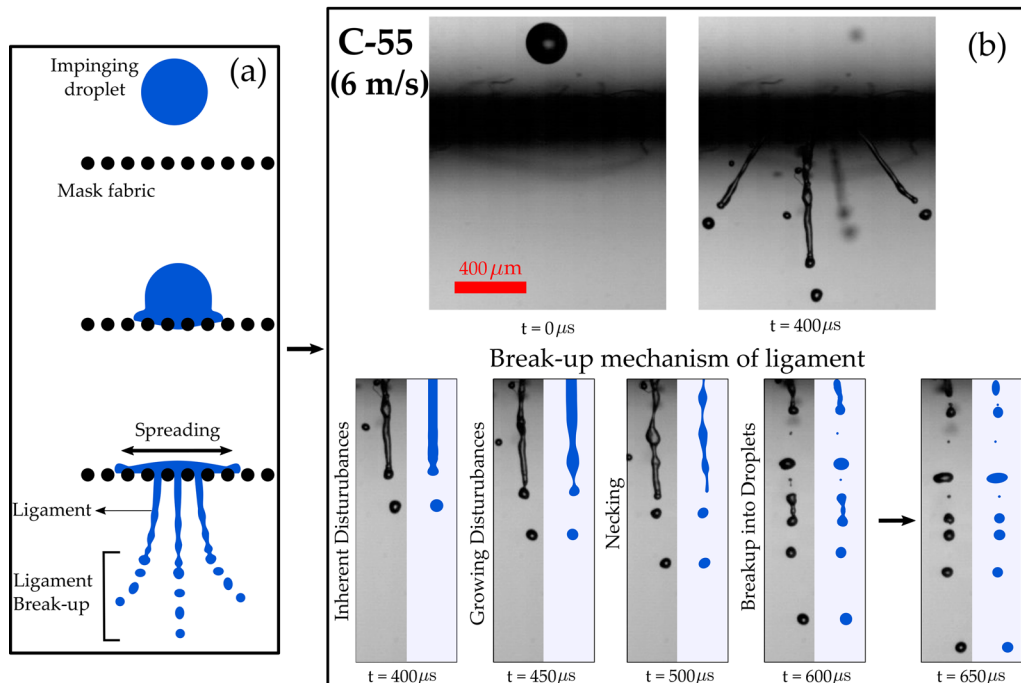 (a)
Impinging
droplet
Mask fabric
Spreading
Ligament
Ligament
Break-up
C-55
(6 m/s)
(b)
400 μm
t = 0 μs
t = 400 μs
Break-up mechanism of ligament
Inherent Disturubances
Growing Disturubances
Necking
Breakup into Droplets
t = 400 μs
t = 450 μs
t = 500 μs
t = 600 μs
t = 650 μs